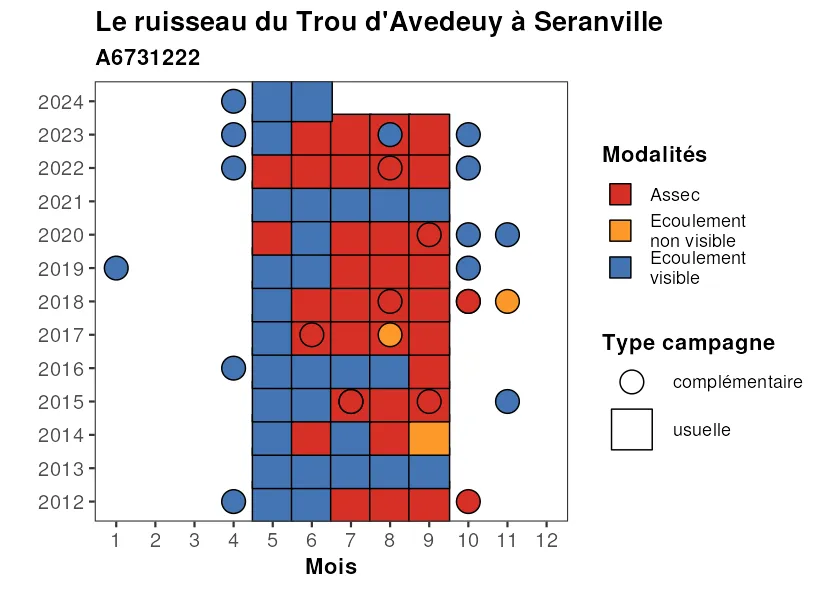 Le ruisseau du Trou d'Avedeuy à Seranville
A6731222
2024
2023
2022
2021
2020
2019
2018
2017
2016
2015
2014
2013
2012
1 2 3 4 5 6 7 8 9 10 11 12
Mois
Modalités
Assec
Ecoulement
non visible
Ecoulement
visible
Type campagne
complémentaire
usuelle